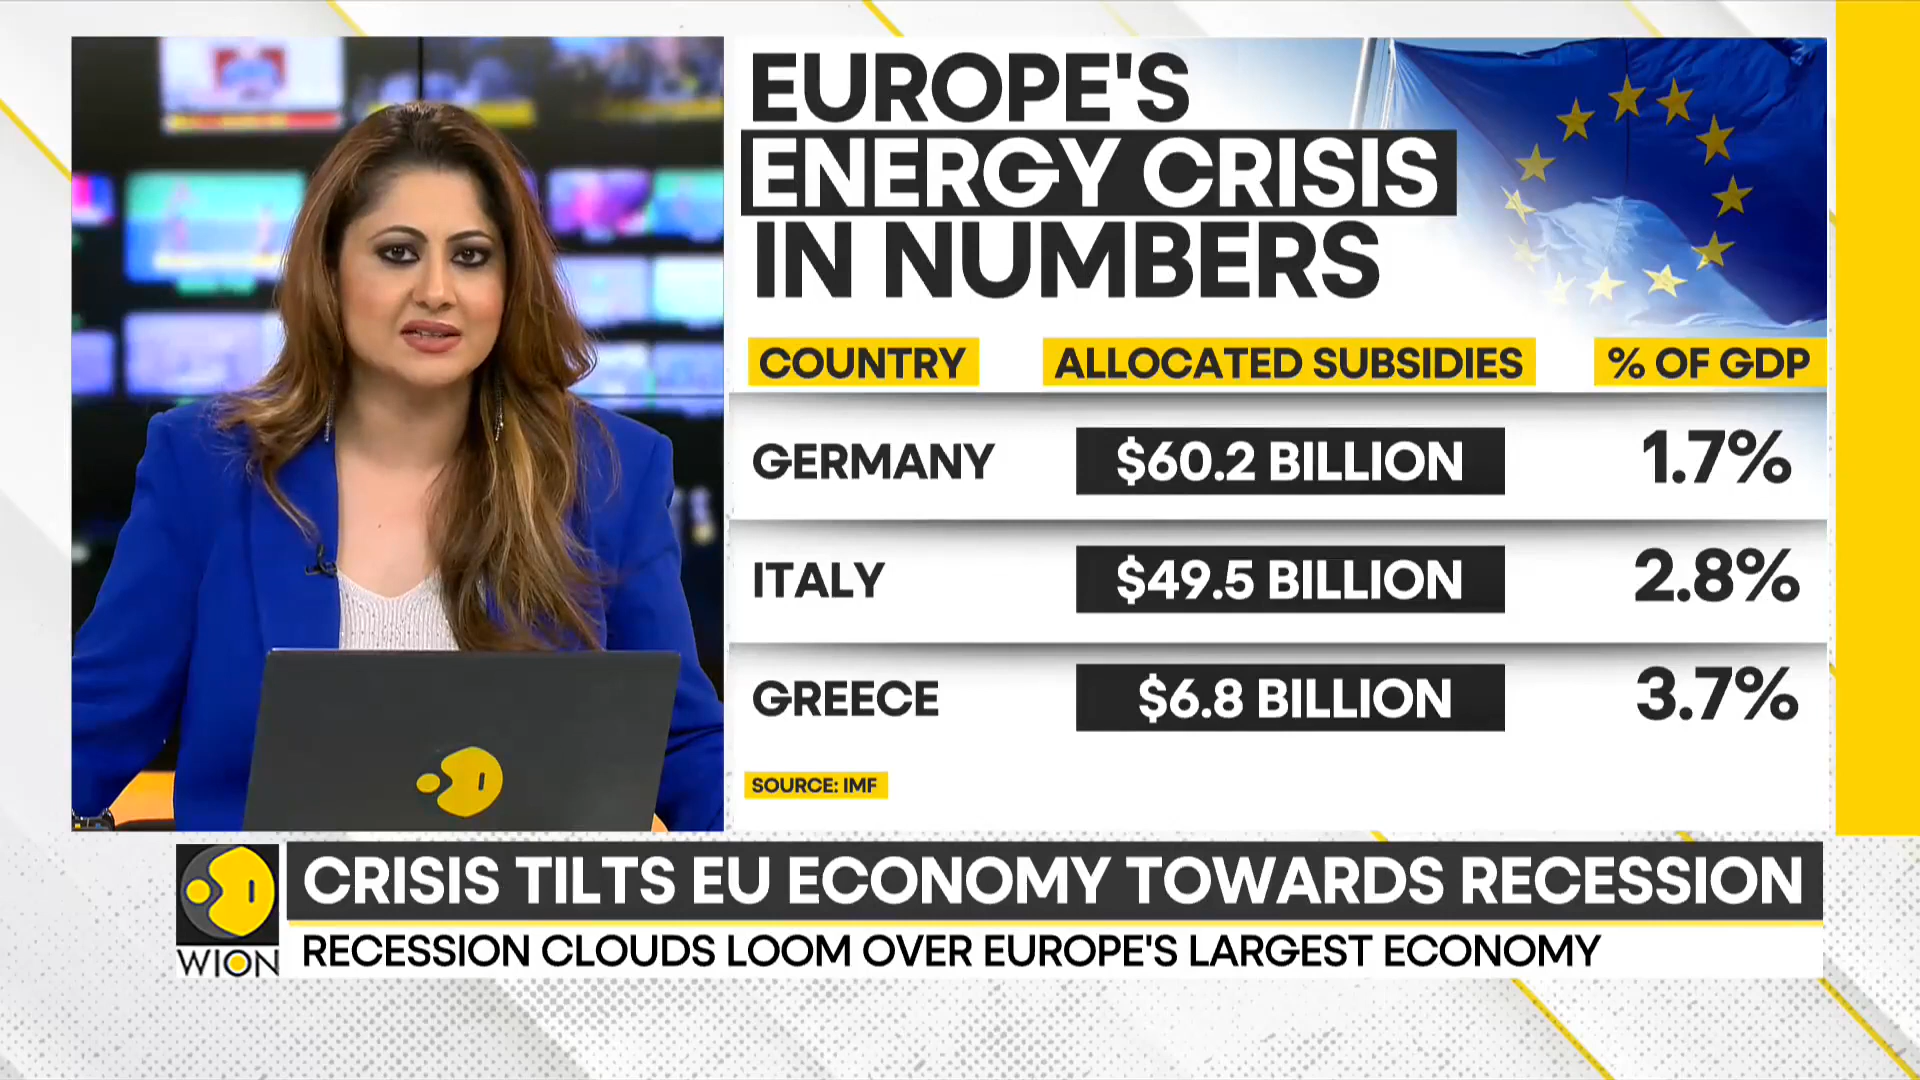 EUROPE'S
ENERGY CRISIS
IN NUMBERS
COUNTRY ALLOCATED SUBSIDIES % OF GDP
GERMANY $60.2 BILLION 1.7%
ITALY $49.5 BILLION 2.8%
GREECE $6.8 BILLION 3.7%
SOURCE: IMF
CRISIS TILTS EU ECONOMY TOWARDS RECESSION
RECESSION CLOUDS LOOM OVER EUROPE'S LARGEST ECONOMY
WION